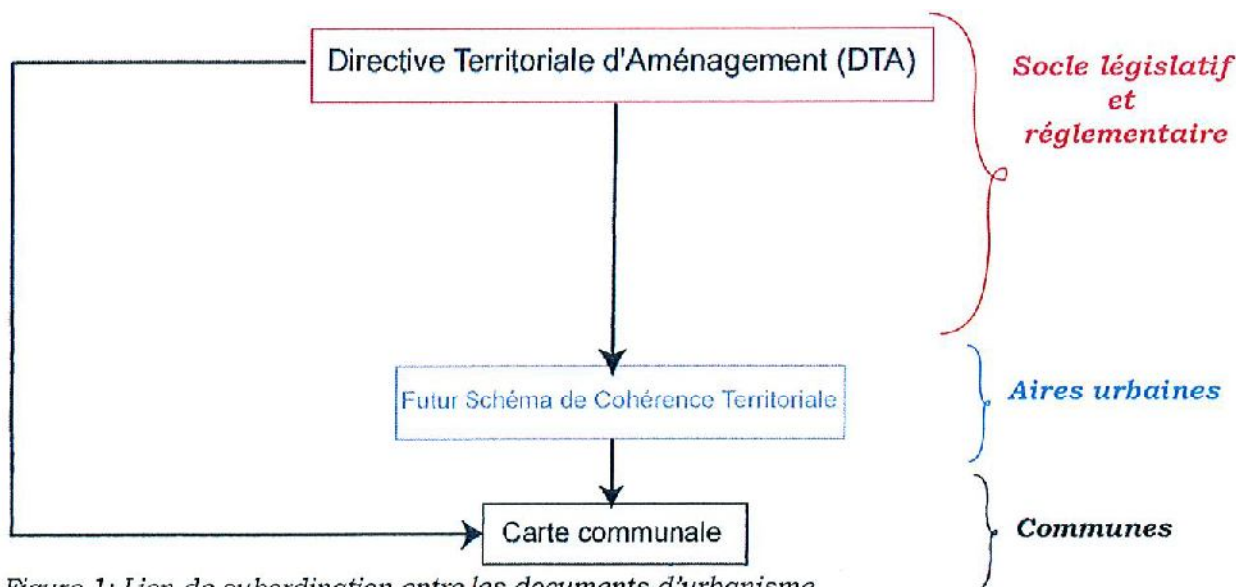 Directive Territoriale d'Aménagement (DTA)
Socle législatif
et
réglementaire
Futur Schéma de Cohérence Territoriale
Aires urbaines
Carte communale
Communes
Figure 1: Lien de subordination entre les documents d'urbanisme